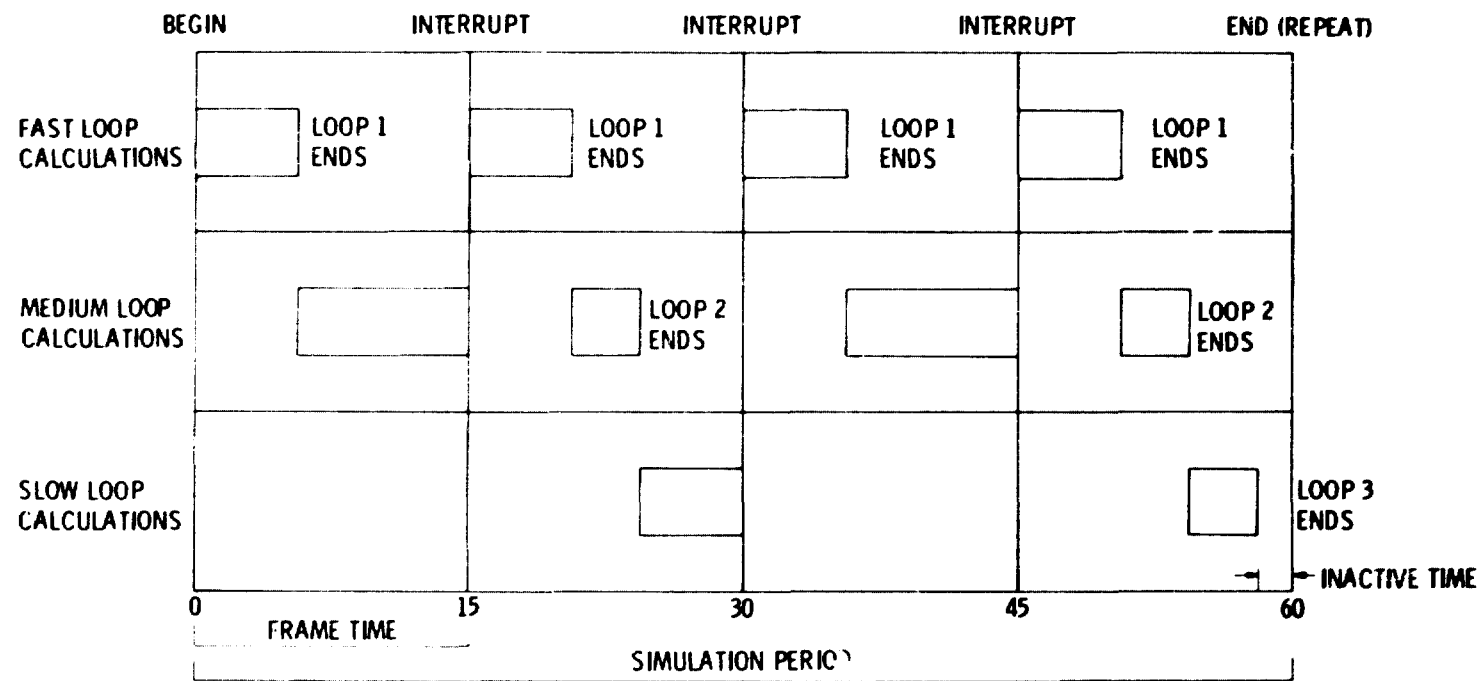 BEGIN INTERRUPT INTERRUPT INTERRUPT END (REPEAT)
FAST LOOP
CALCULATIONS
LOOP 1
ENDS
LOOP 1
ENDS
LOOP 1
ENDS
LOOP 1
ENDS
MEDIUM LOOP
CALCULATIONS
LOOP 2
ENDS
LOOP 2
ENDS
SLOW LOOP
CALCULATIONS
LOOP 3
ENDS
INACTIVE TIME
0 15 30 45 60
FRAME TIME
SIMULATION PERIOD